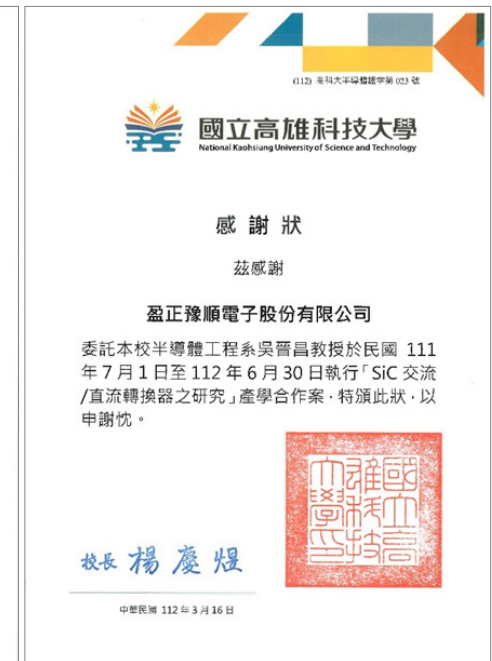 (112) 高科大半導體證字第 023 號
國立高雄科技大學
National Kaohsiung University of Science and Technology
感謝狀
茲感謝
盈正豫順電子股份有限公司
委託本校半導體工程系吳晉昌教授於民國 111
年 7 月 1 日至 112 年 6 月 30 日執行「SiC 交流
/直流轉換器之研究」產學合作案，特頒此狀，以
申謝忱。
國立高雄科技大學印
校長 楊慶煜
中華民國 112 年 3 月 16 日